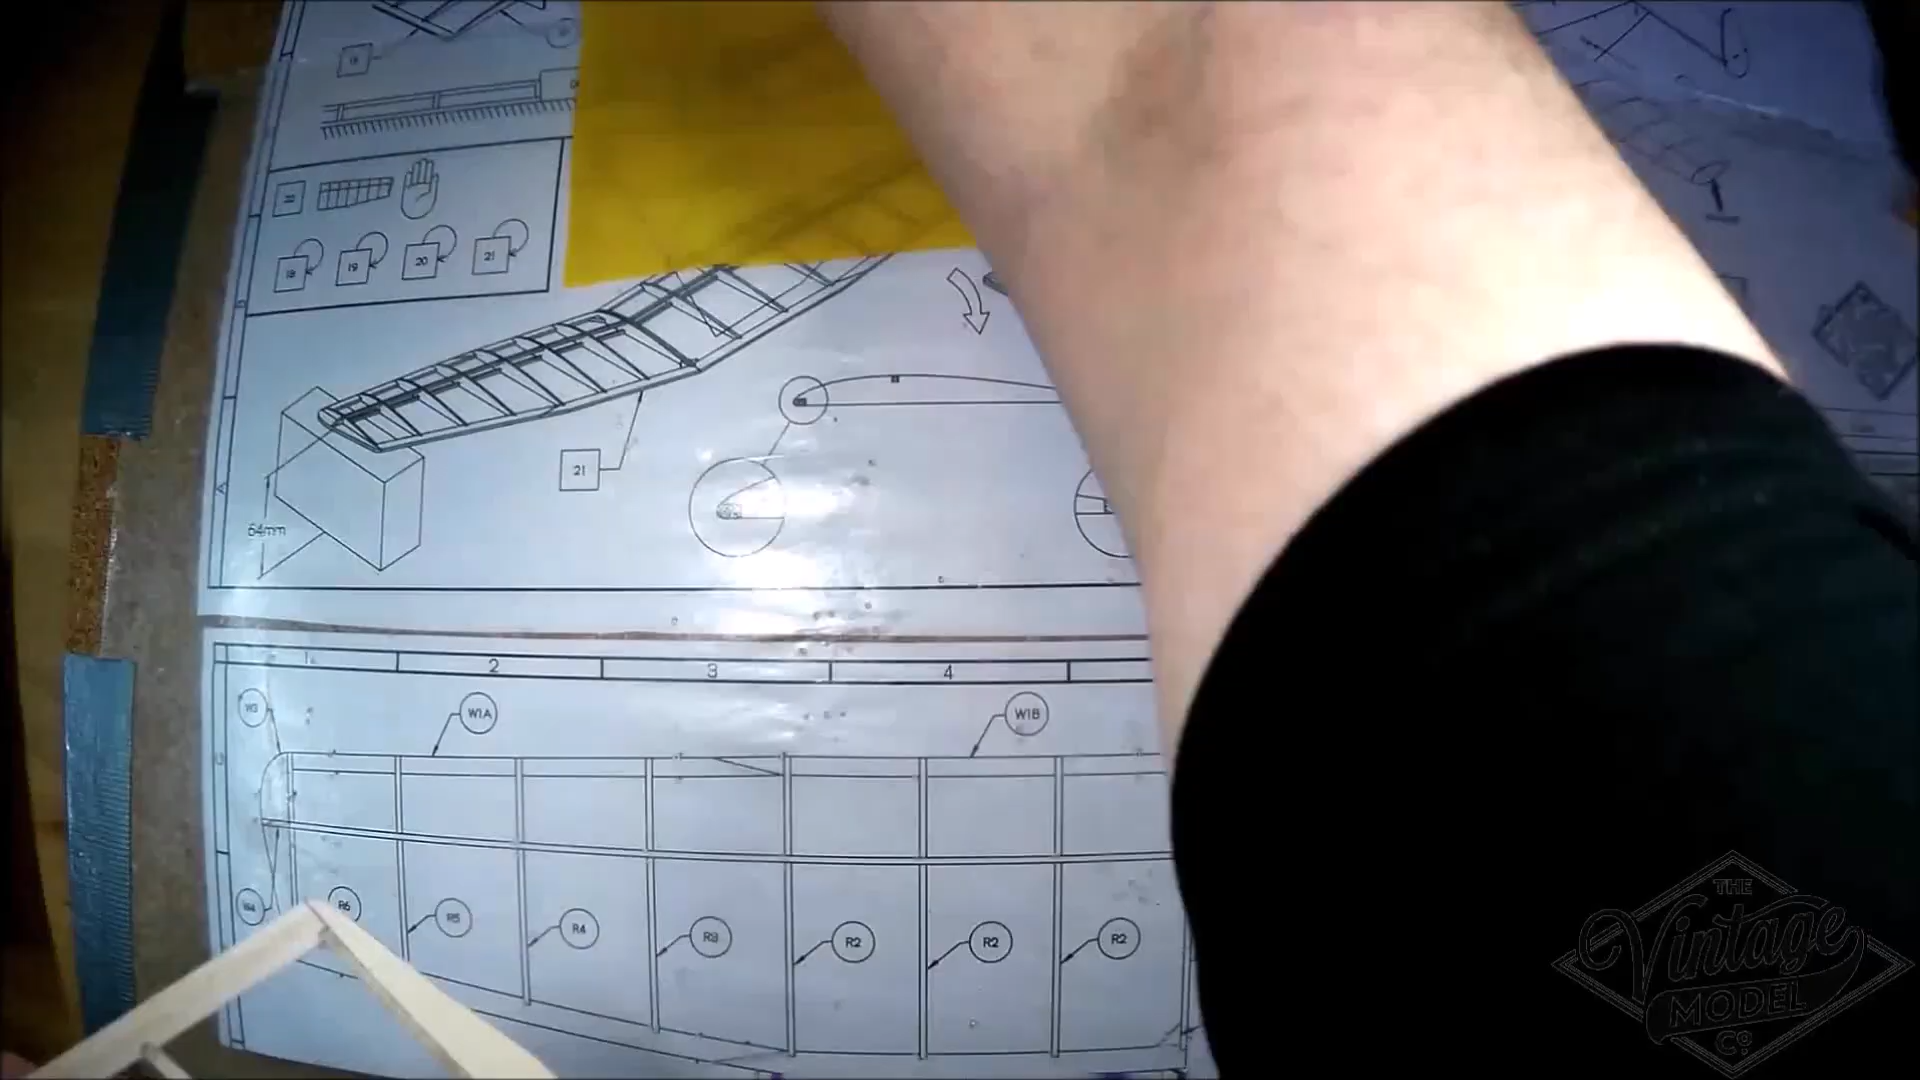 18
=
18
19
20
21
21
64mm
1
2
3
4
W3
W1A
W1B
W4
R6
R5
R4
R3
R2
R2
R2
THE
Vintage
MODEL
Co